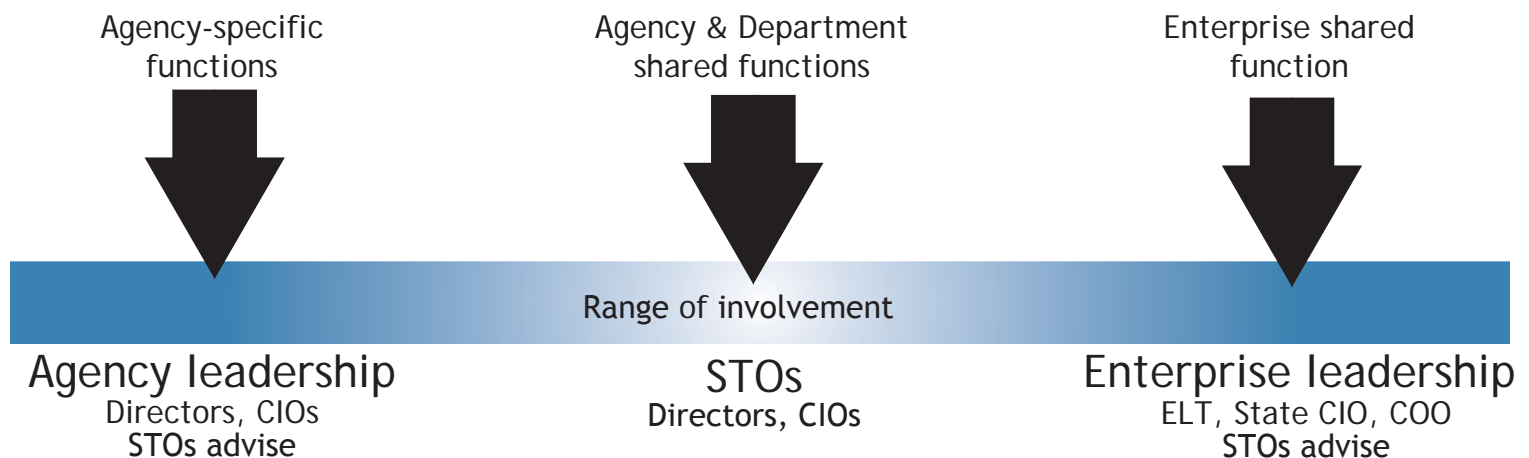 Agency-specific
functions
Agency & Department
shared functions
Enterprise shared
function
Range of involvement
Agency leadership
Directors, CIOs
STOs advise
STOs
Directors, CIOs
Enterprise leadership
ELT, State CIO, COO
STOs advise